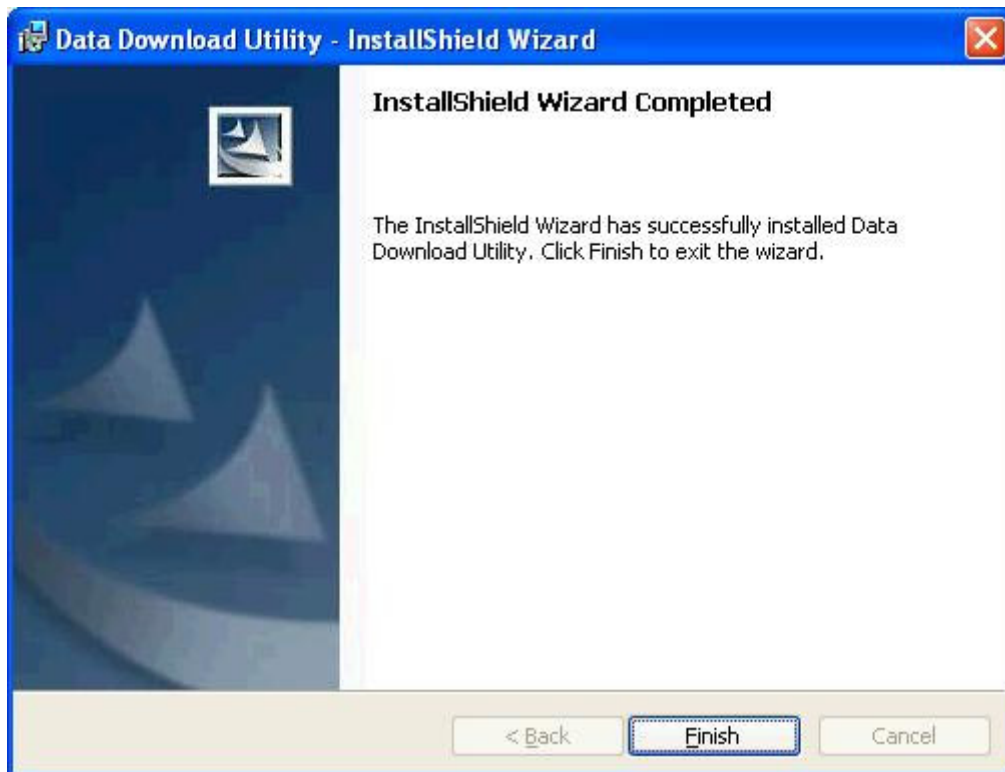 Data Download Utility - InstallShield Wizard
InstallShield Wizard Completed
The InstallShield Wizard has successfully installed Data
Download Utility. Click Finish to exit the wizard.
< Back
Finish
Cancel